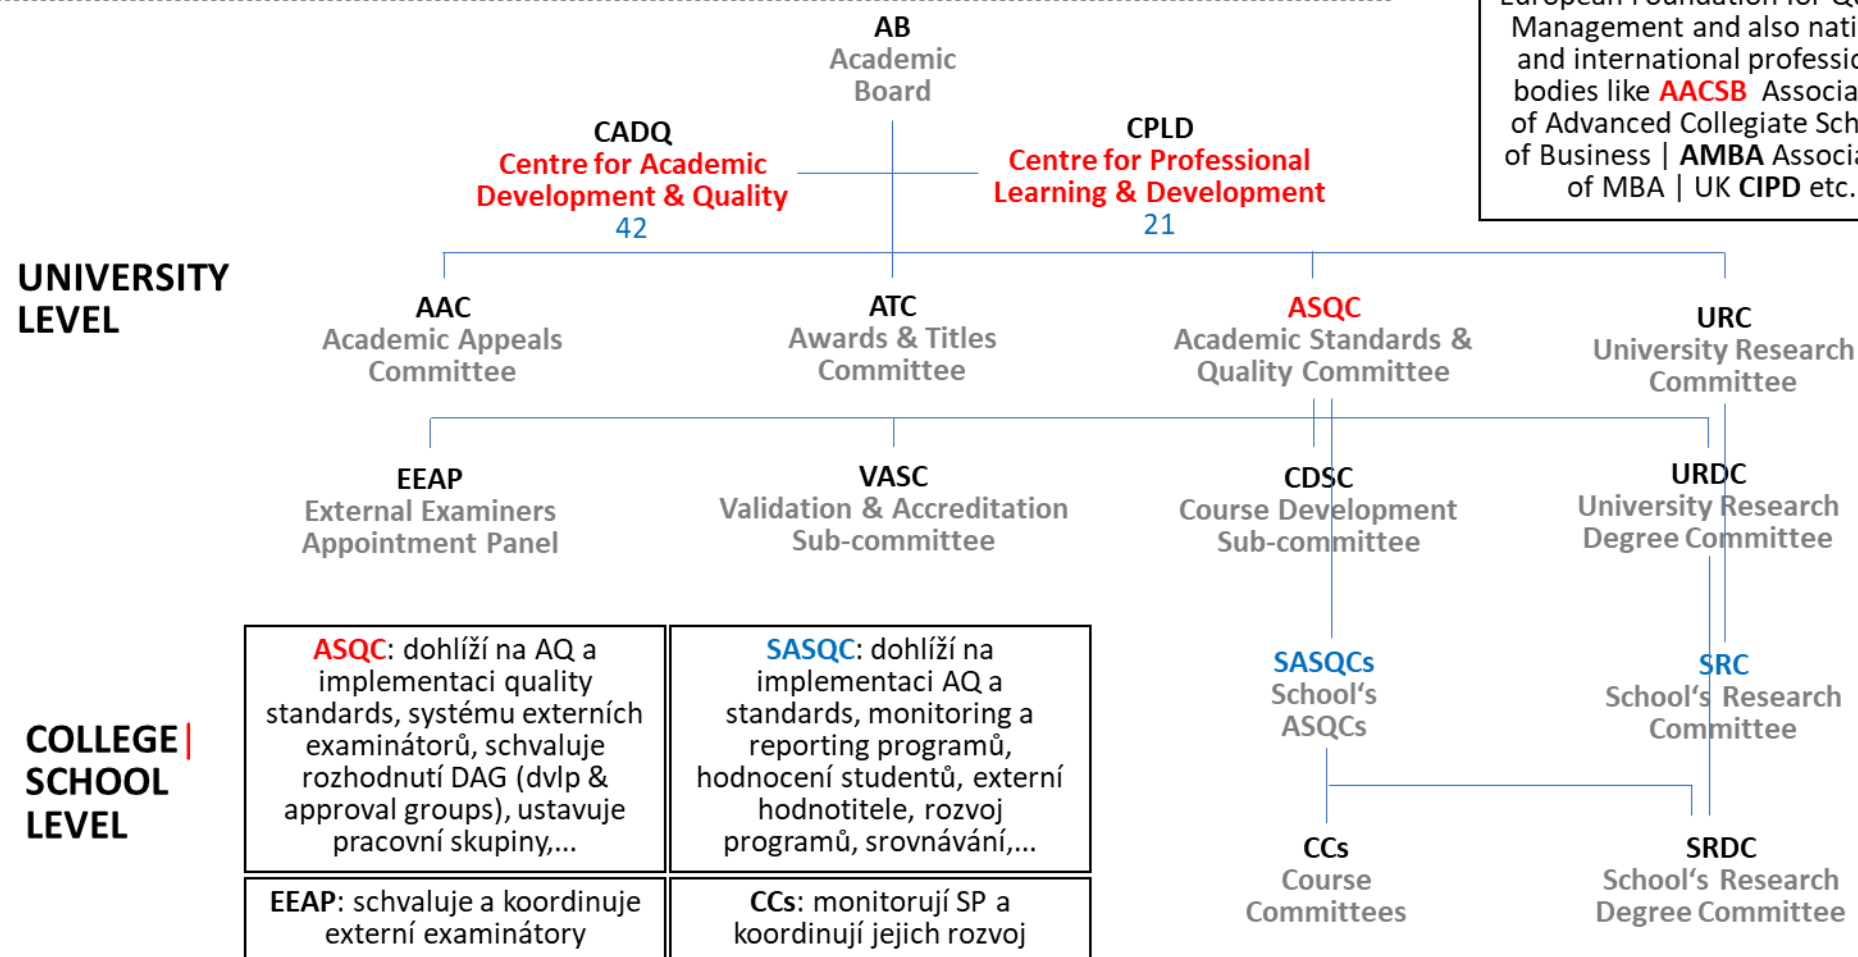 AB
Academic
Board
Management and also
and international
bodies like AACSB
of Advanced Collegiate
of Business | AMBA
of MBA | UK CIPD etc.
CADQ
Centre for Academic
Development & Quality
42
CPLD
Centre for Professional
Learning & Development
21
UNIVERSITY
LEVEL
AAC
Academic Appeals
Committee
ATC
Awards & Titles
Committee
ASQC
Academic Standards &
Quality Committee
URC
University Research
Committee
EEAP
External Examiners
Appointment Panel
VASC
Validation & Accreditation
Sub-committee
CDSC
Course Development
Sub-committee
URDC
University Research
Degree Committee
COLLEGE|
SCHOOL
LEVEL
ASQC: dohlíží na AQ a
implementaci quality
standards, systému externích
examinátorů, schvaluje
rozhodnutí DAG (dvlp &
approval groups), ustavuje
pracovní skupiny,...
SASQC: dohlíží na
implementaci AQ a
standards, monitoring a
reporting programů,
hodnocení studentů, externí
hodnotitele, rozvoj
programů, srovnávání,...
EEAP: schvaluje a koordinuje
externí examinátory
CCs: monitorují SP a
koordinují jejich rozvoj
SASQCs
School‘s
ASQCs
SRC
School‘s Research
Committee
CCs
Course
Committees
SRDC
School‘s Research
Degree Committee